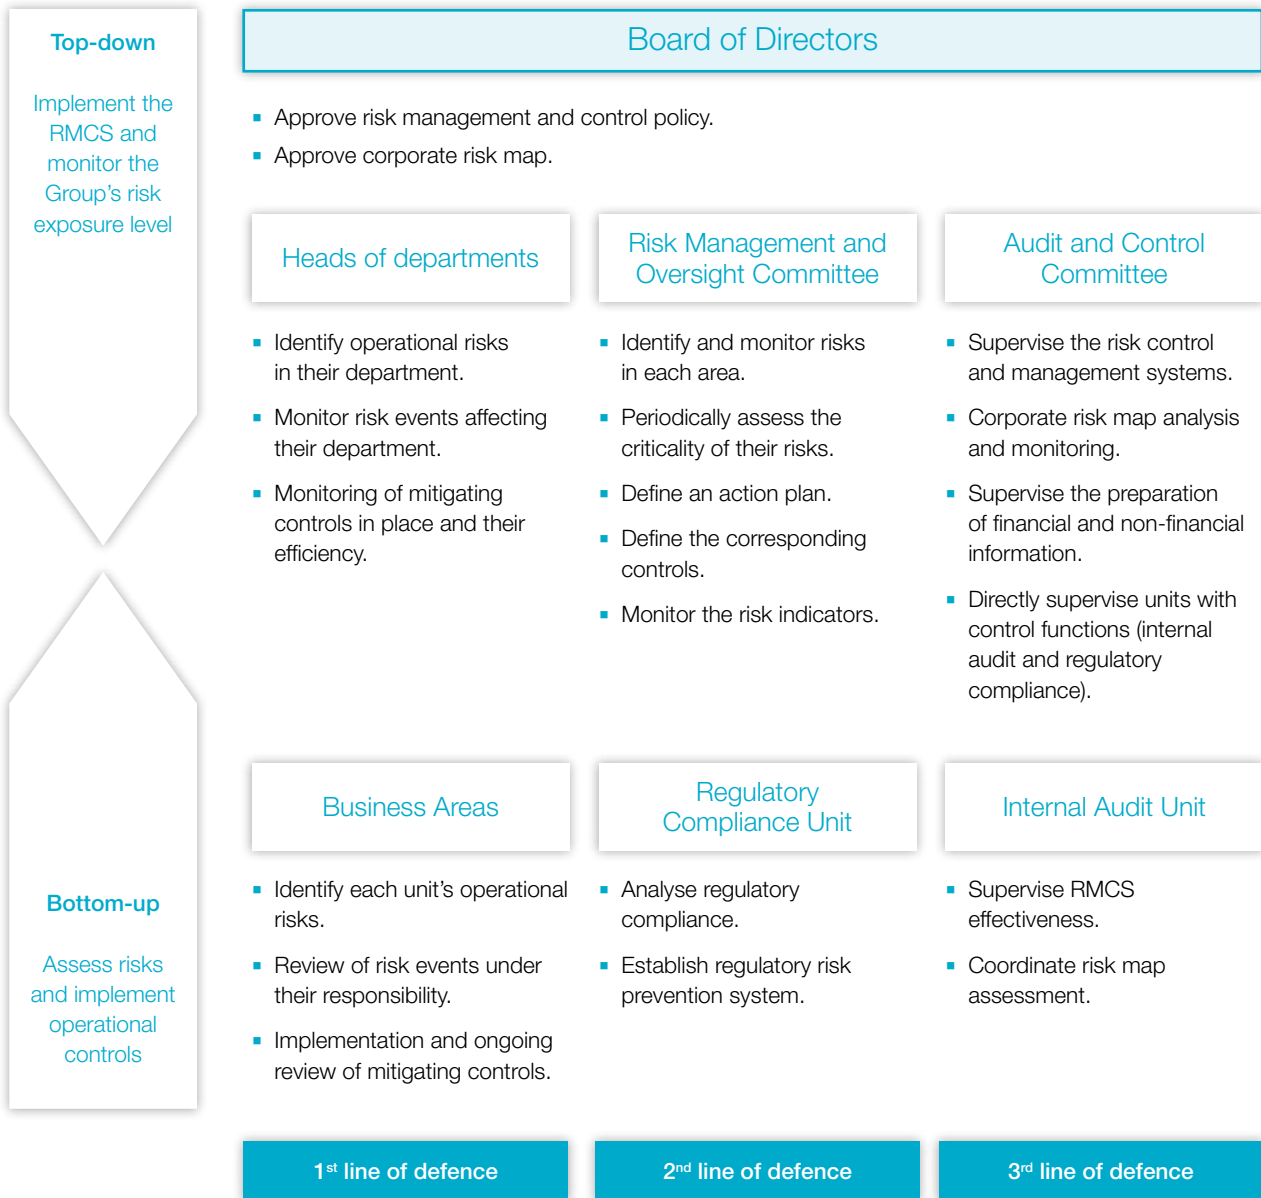 Top-down
Implement the
RMCS and
monitor the
Group's risk
exposure level
Board of Directors
▪ Approve risk management and control policy.
▪ Approve corporate risk map.
Heads of departments
▪ Identify operational risks
in their department.
▪ Monitor risk events affecting
their department.
▪ Monitoring of mitigating
controls in place and their
efficiency.
Risk Management and
Oversight Committee
▪ Identify and monitor risks
in each area.
▪ Periodically assess the
criticality of their risks.
▪ Define an action plan.
▪ Define the corresponding
controls.
▪ Monitor the risk indicators.
Audit and Control
Committee
▪ Supervise the risk control
and management systems.
▪ Corporate risk map analysis
and monitoring.
▪ Supervise the preparation
of financial and non-financial
information.
▪ Directly supervise units with
control functions (internal
audit and regulatory
compliance).
Bottom-up
Assess risks
and implement
operational
controls
Business Areas
▪ Identify each unit's operational
risks.
▪ Review of risk events under
their responsibility.
▪ Implementation and ongoing
review of mitigating controls.
Regulatory
Compliance Unit
▪ Analyse regulatory
compliance.
▪ Establish regulatory risk
prevention system.
Internal Audit Unit
▪ Supervise RMCS
effectiveness.
▪ Coordinate risk map
assessment.
1st line of defence
2nd line of defence
3rd line of defence